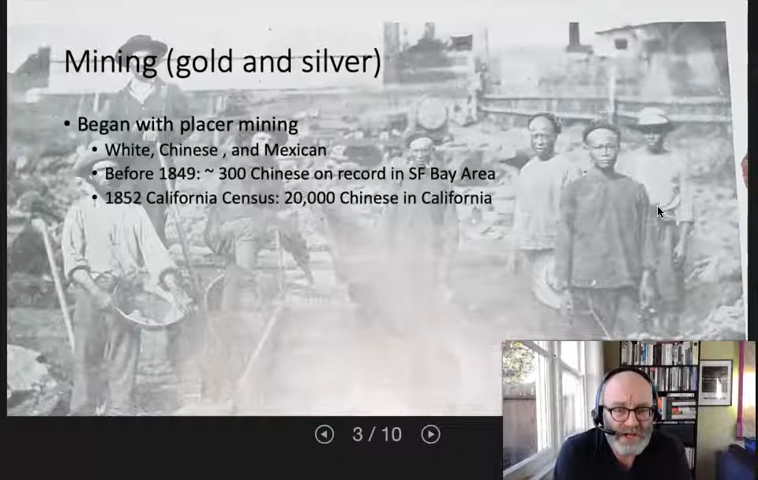 Mining (gold and silver)
• Began with placer mining
• White, Chinese , and Mexican
• Before 1849: ~ 300 Chinese on record in SF Bay Area
• 1852 California Census: 20,000 Chinese in California
3 / 10